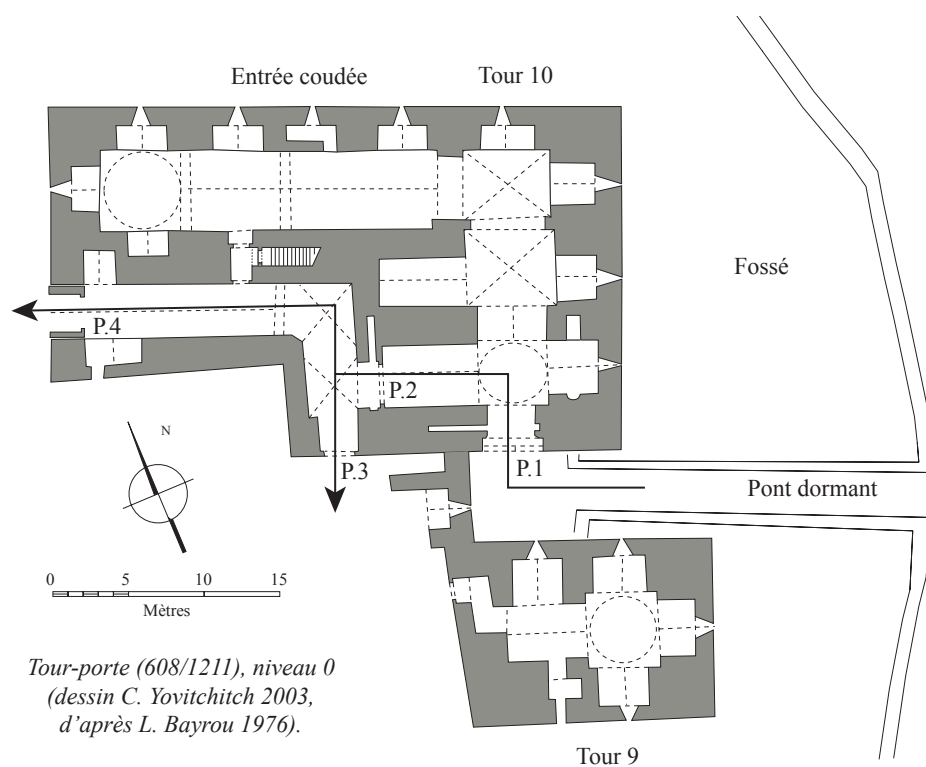 Entrée coudée
Tour 10
Fossé
P.4
P.2
P.3
P.1
Pont dormant
N
0 5 10 15
Mètres
Tour-porte (608/1211), niveau 0
(dessin C. Yovitchitch 2003,
d'après L. Bayrou 1976).
Tour 9